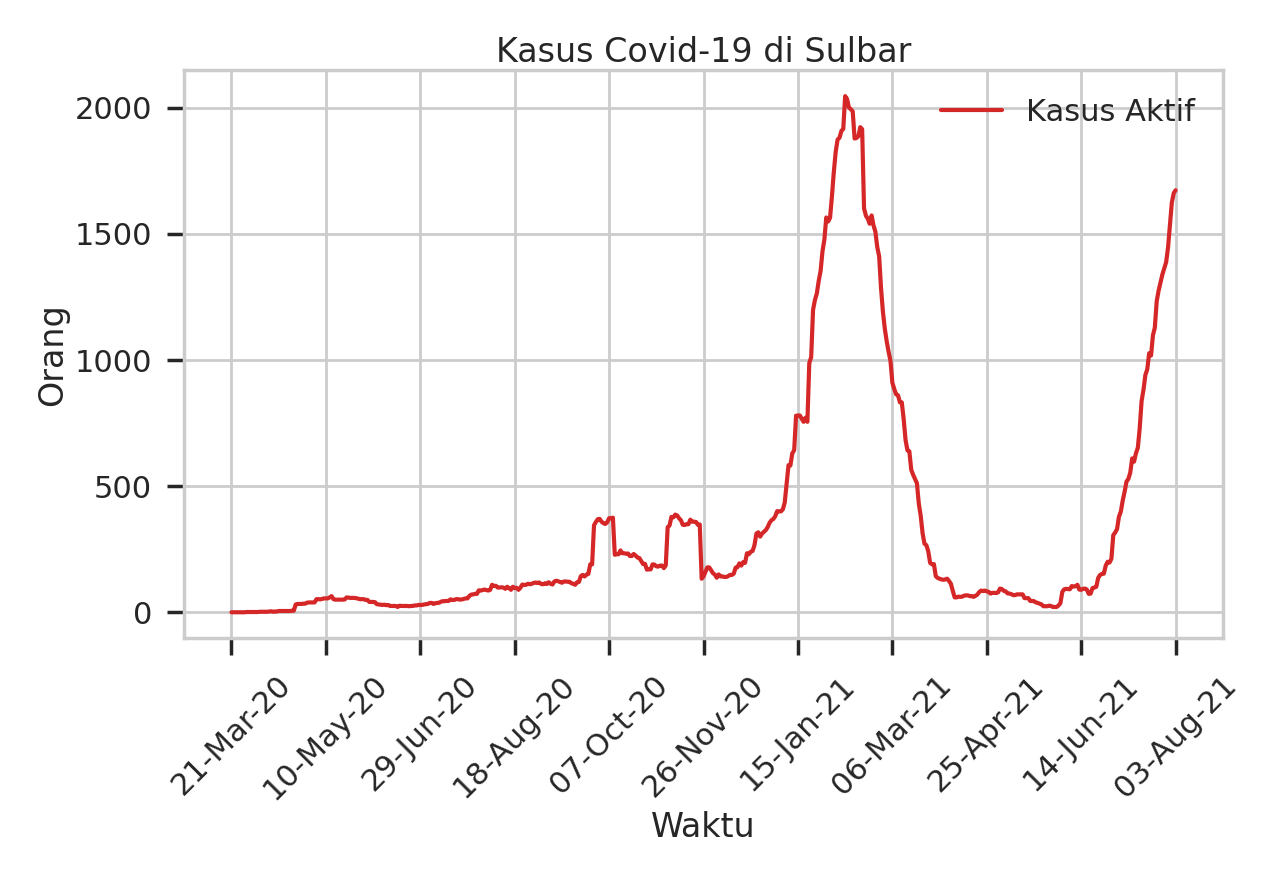 Kasus Covid-19 di Sulbar
Kasus Aktif
2000
1500
1000
500
0
Orang
21-Mar-20
10-May-20
29-Jun-20
18-Aug-20
07-Oct-20
26-Nov-20
15-Jan-21
06-Mar-21
25-Apr-21
14-Jun-21
03-Aug-21
Waktu